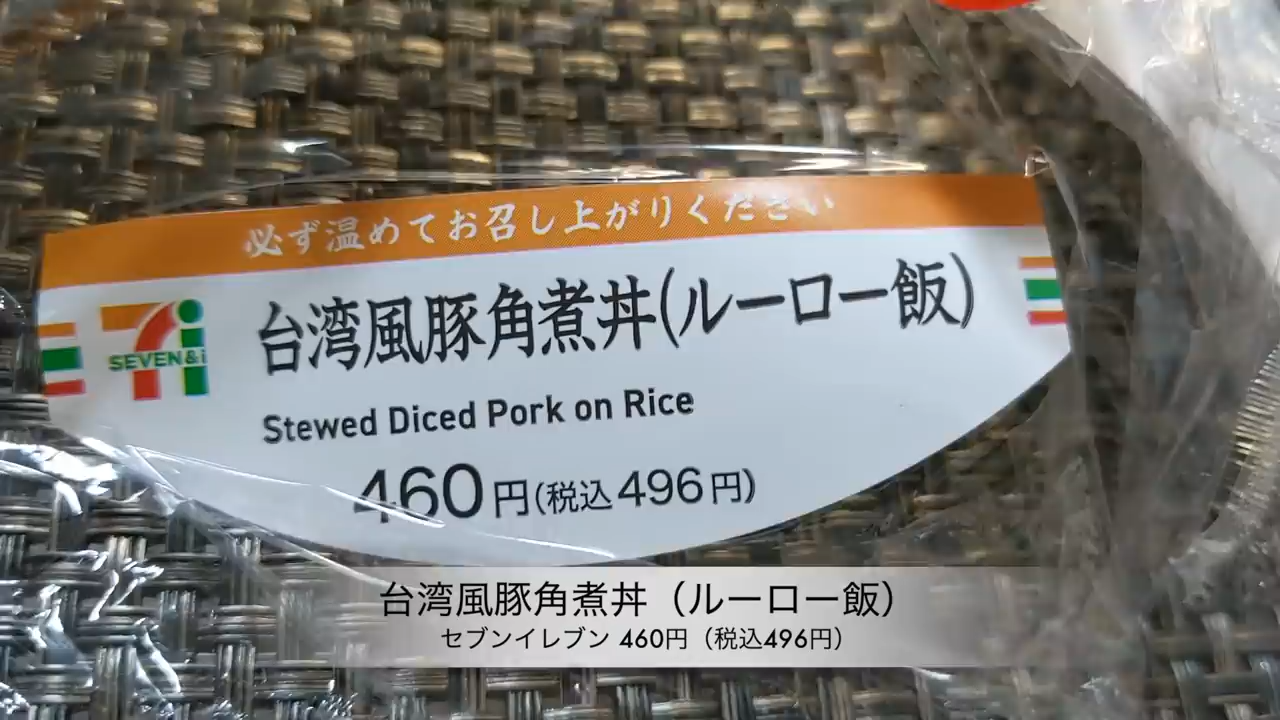 必ず温めてお召し上がりください
SEVEN&i
台湾風豚角煮丼(ルーロー飯)
Stewed Diced Pork on Rice
460円(税込496円)
台湾風豚角煮丼（ルーロー飯）
セブンイレブン 460円（税込496円）